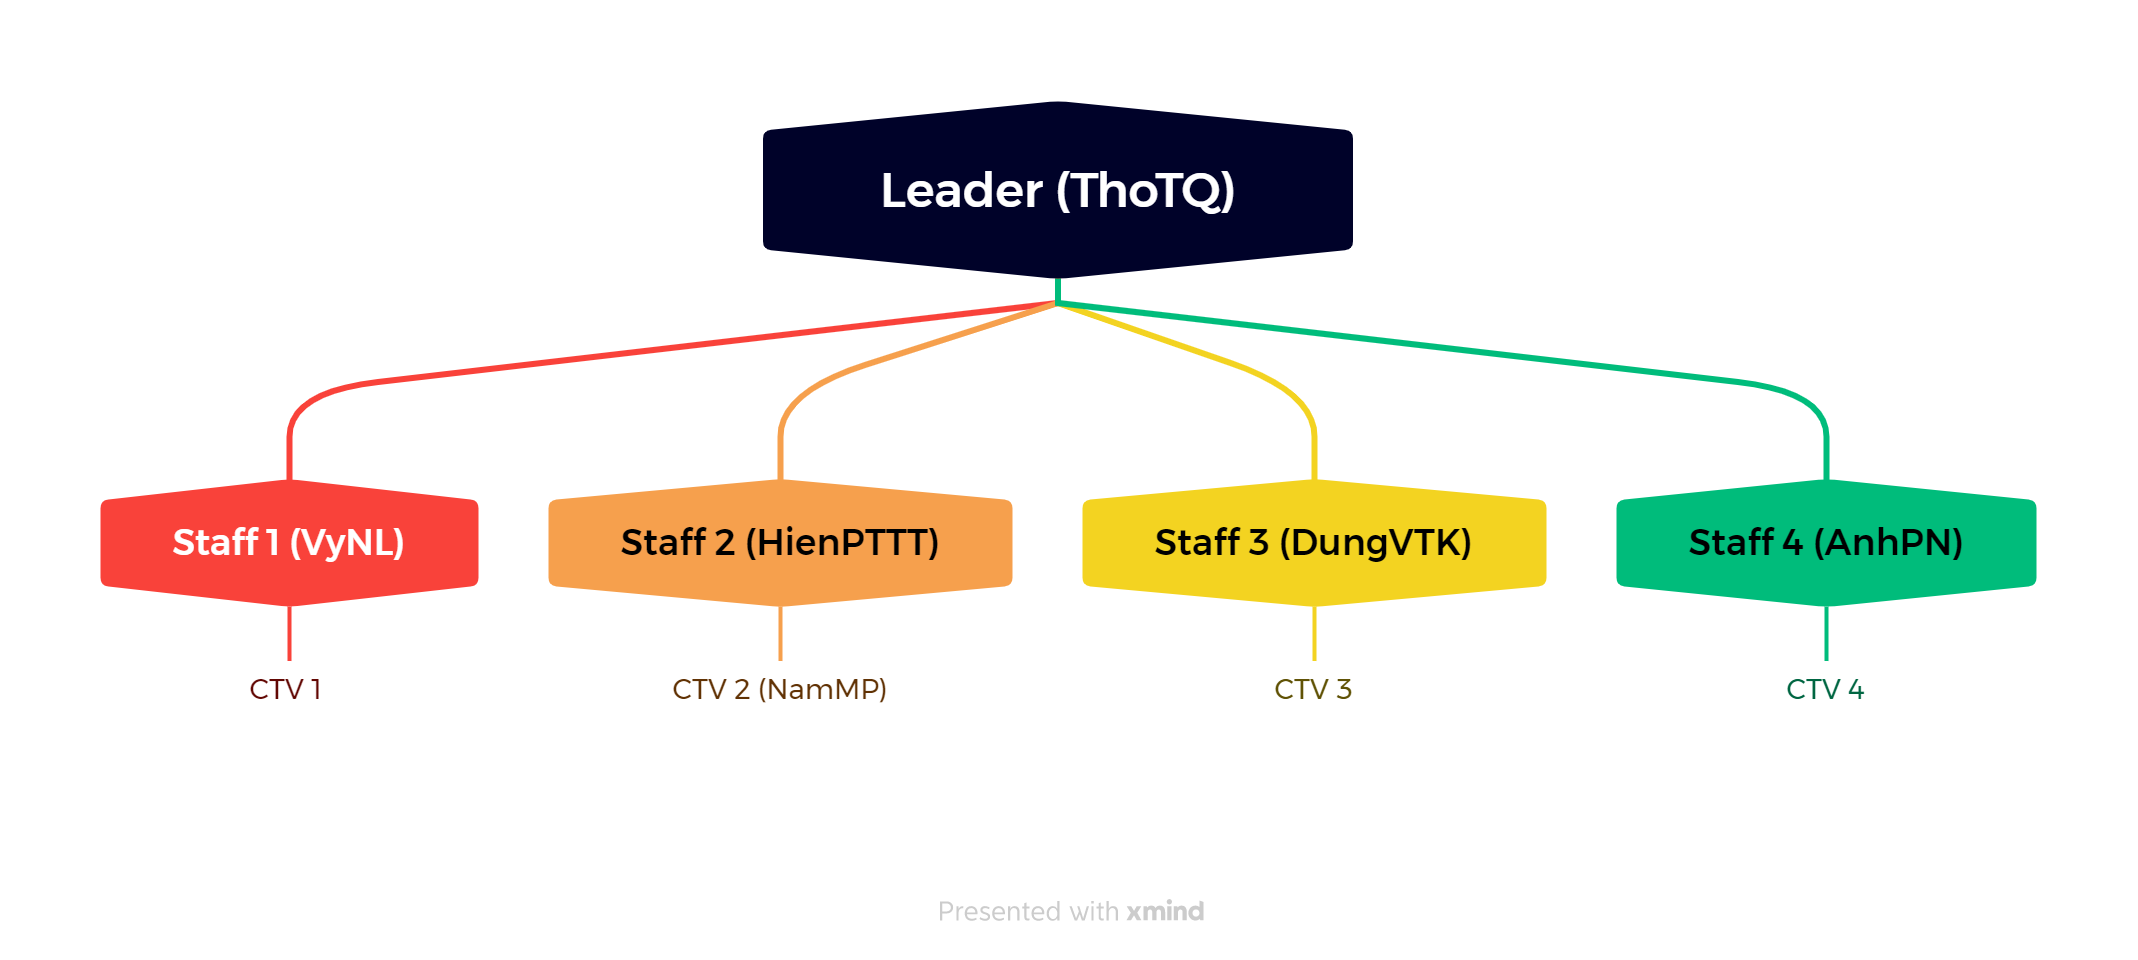 Leader (ThoTQ)
Staff 1 (VyNL)
Staff 2 (HienPTTT)
Staff 3 (DungVTK)
Staff 4 (AnhPN)
CTV 1
CTV 2 (NamMP)
CTV 3
CTV 4
Presented with xmind